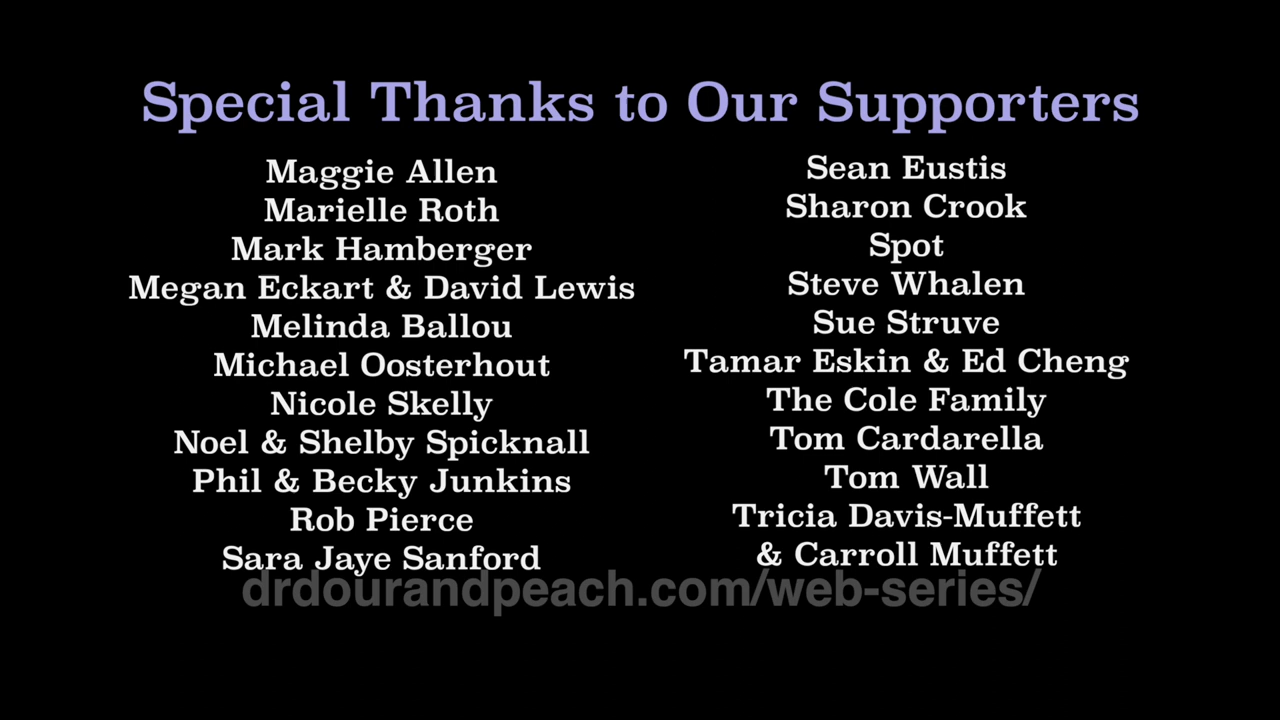 Special Thanks to Our Supporters
Maggie Allen
Marielle Roth
Mark Hamberger
Megan Eckart & David Lewis
Melinda Ballou
Michael Oosterhout
Nicole Skelly
Noel & Shelby Spicknall
Phil & Becky Junkins
Rob Pierce
Sara Jaye Sanford
Sean Eustis
Sharon Crook
Spot
Steve Whalen
Sue Struve
Tamar Eskin & Ed Cheng
The Cole Family
Tom Cardarella
Tom Wall
Tricia Davis-Muffett
& Carroll Muffett
drdourandpeach.com/web-series/